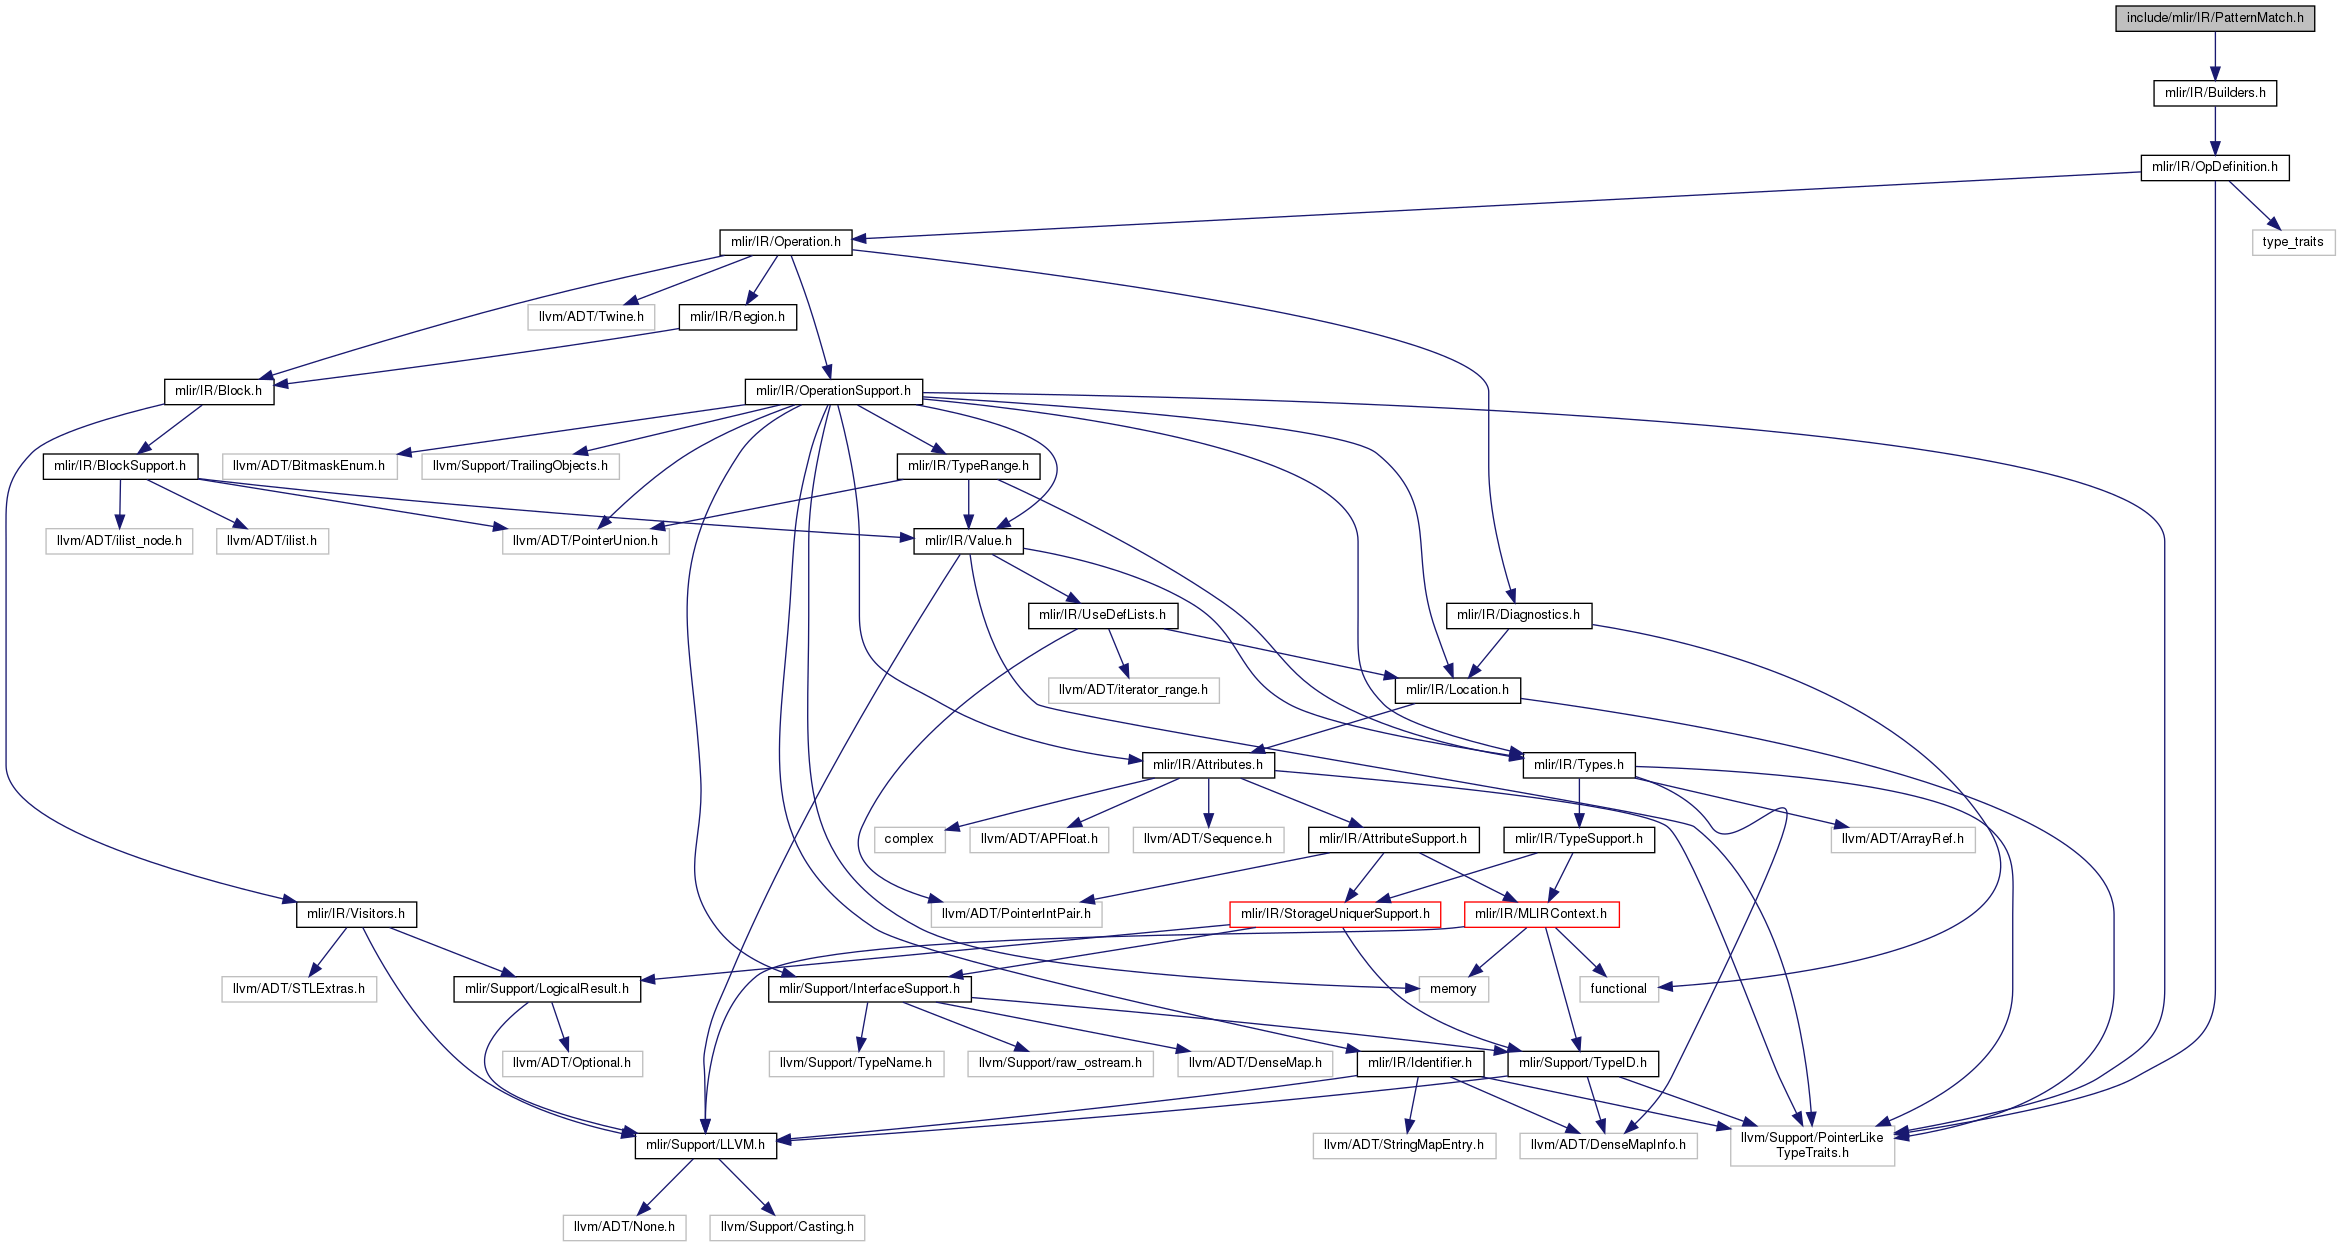 include/mlir/IR/PatternMatch.h
mlir/IR/Builders.h
mlir/IR/OpDefinition.h
mlir/IR/Operation.h
type_traits
llvm/ADT/Twine.h
mlir/IR/Region.h
mlir/IR/Block.h
mlir/IR/OperationSupport.h
mlir/IR/BlockSupport.h
llvm/ADT/BitmaskEnum.h
llvm/Support/TrailingObjects.h
mlir/IR/TypeRange.h
llvm/ADT/ilist_node.h
llvm/ADT/ilist.h
llvm/ADT/PointerUnion.h
mlir/IR/Value.h
mlir/IR/UseDefLists.h
mlir/IR/Diagnostics.h
llvm/ADT/iterator_range.h
mlir/IR/Location.h
mlir/IR/Attributes.h
mlir/IR/Types.h
complex
llvm/ADT/APFloat.h
llvm/ADT/Sequence.h
mlir/IR/AttributeSupport.h
mlir/IR/TypeSupport.h
llvm/ADT/ArrayRef.h
mlir/IR/Visitors.h
llvm/ADT/PointerIntPair.h
mlir/IR/StorageUniquerSupport.h
mlir/IR/MLIRContext.h
llvm/ADT/STLExtras.h
mlir/Support/LogicalResult.h
mlir/Support/InterfaceSupport.h
memory
functional
llvm/ADT/Optional.h
llvm/Support/TypeName.h
llvm/Support/raw_ostream.h
llvm/ADT/DenseMap.h
mlir/IR/Identifier.h
mlir/Support/TypeID.h
mlir/Support/LLVM.h
llvm/ADT/StringMapEntry.h
llvm/ADT/DenseMapInfo.h
llvm/Support/PointerLike
TypeTraits.h
llvm/ADT/None.h
llvm/Support/Casting.h